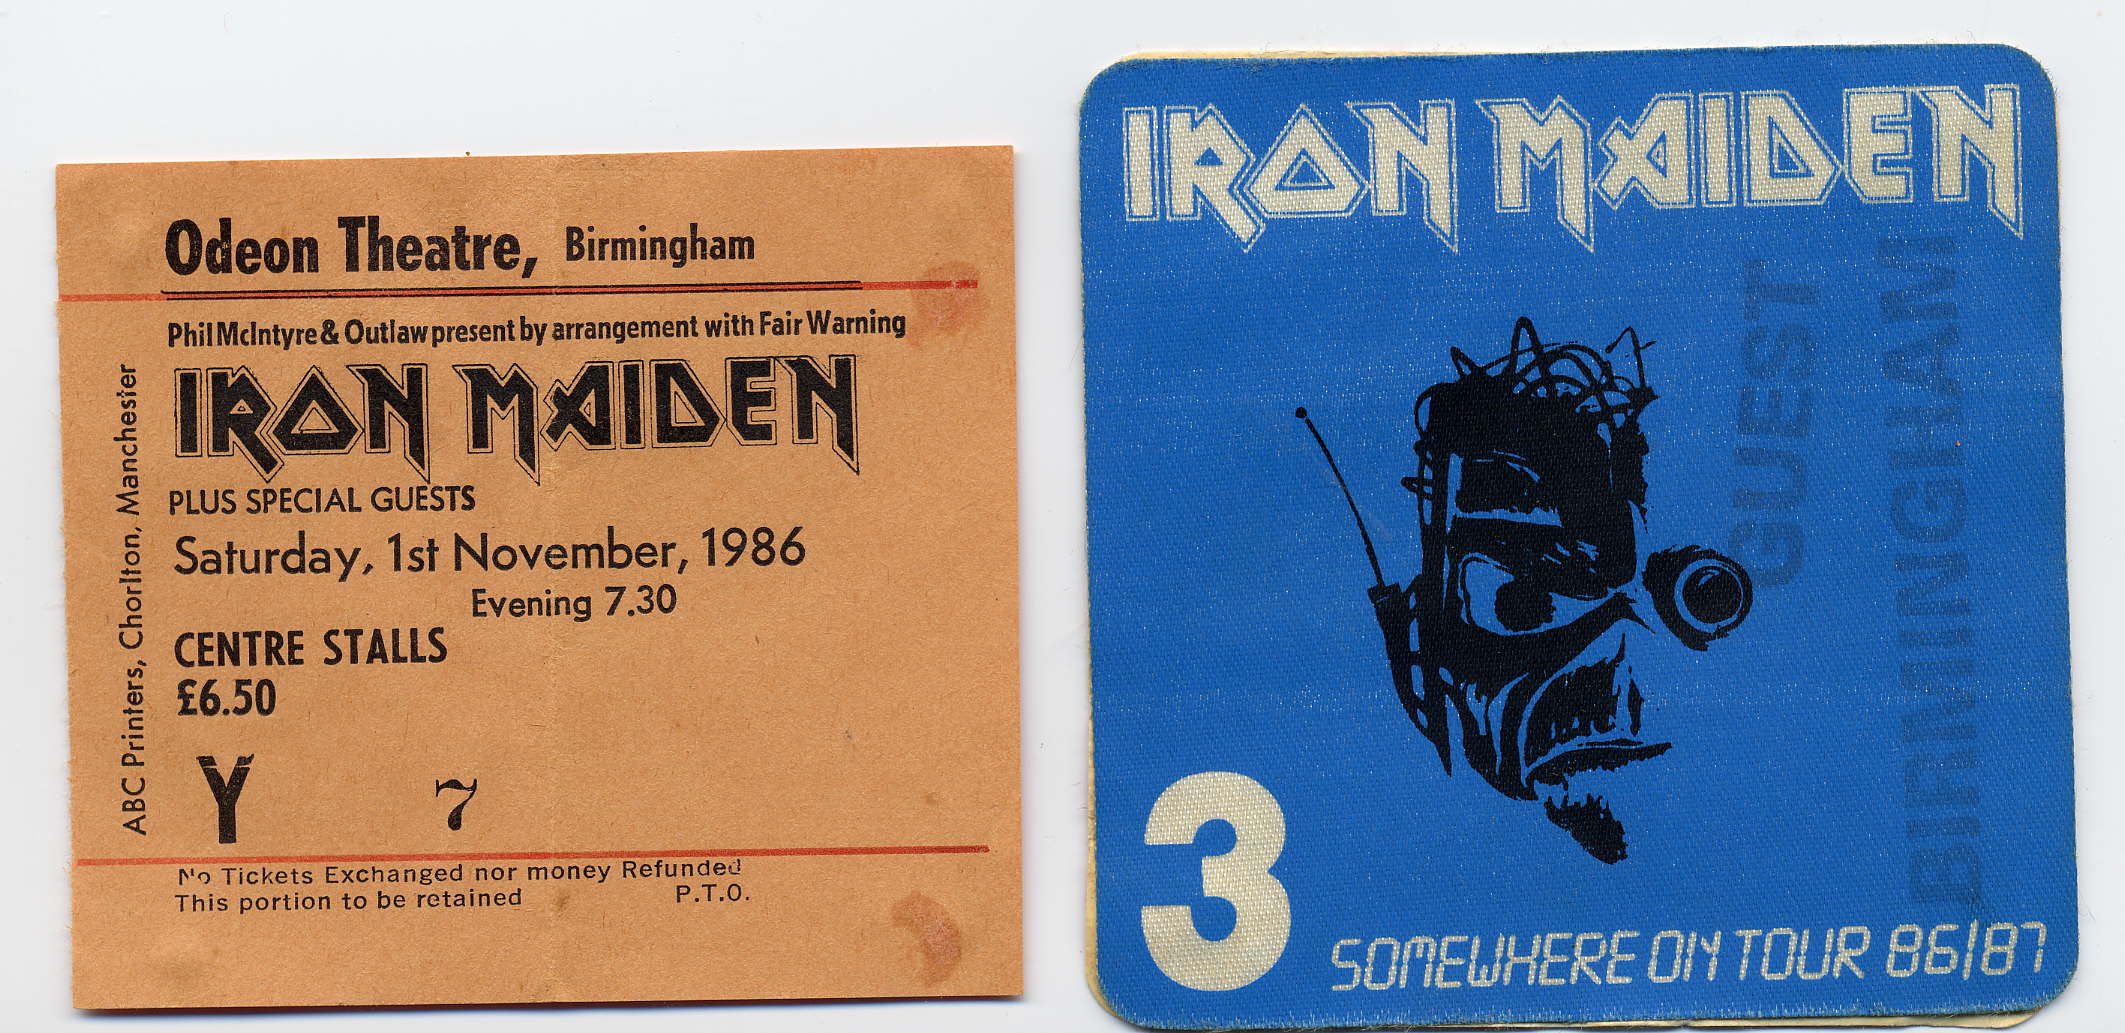 Odeon Theatre, Birmingham
Phil McIntyre & Outlaw present by arrangement with Fair Warning
IRON MAIDEN
PLUS SPECIAL GUESTS
Saturday, 1st November, 1986
Evening 7.30
CENTRE STALLS
£6.50
Y 7
No Tickets Exchanged nor money Refunded
This portion to be retained P.T.O.
ABC Printers, Chorlton, Manchester
IRON MAIDEN
GUEST
BIRMINGHAM
3
SOMEWHERE ON TOUR 86/87